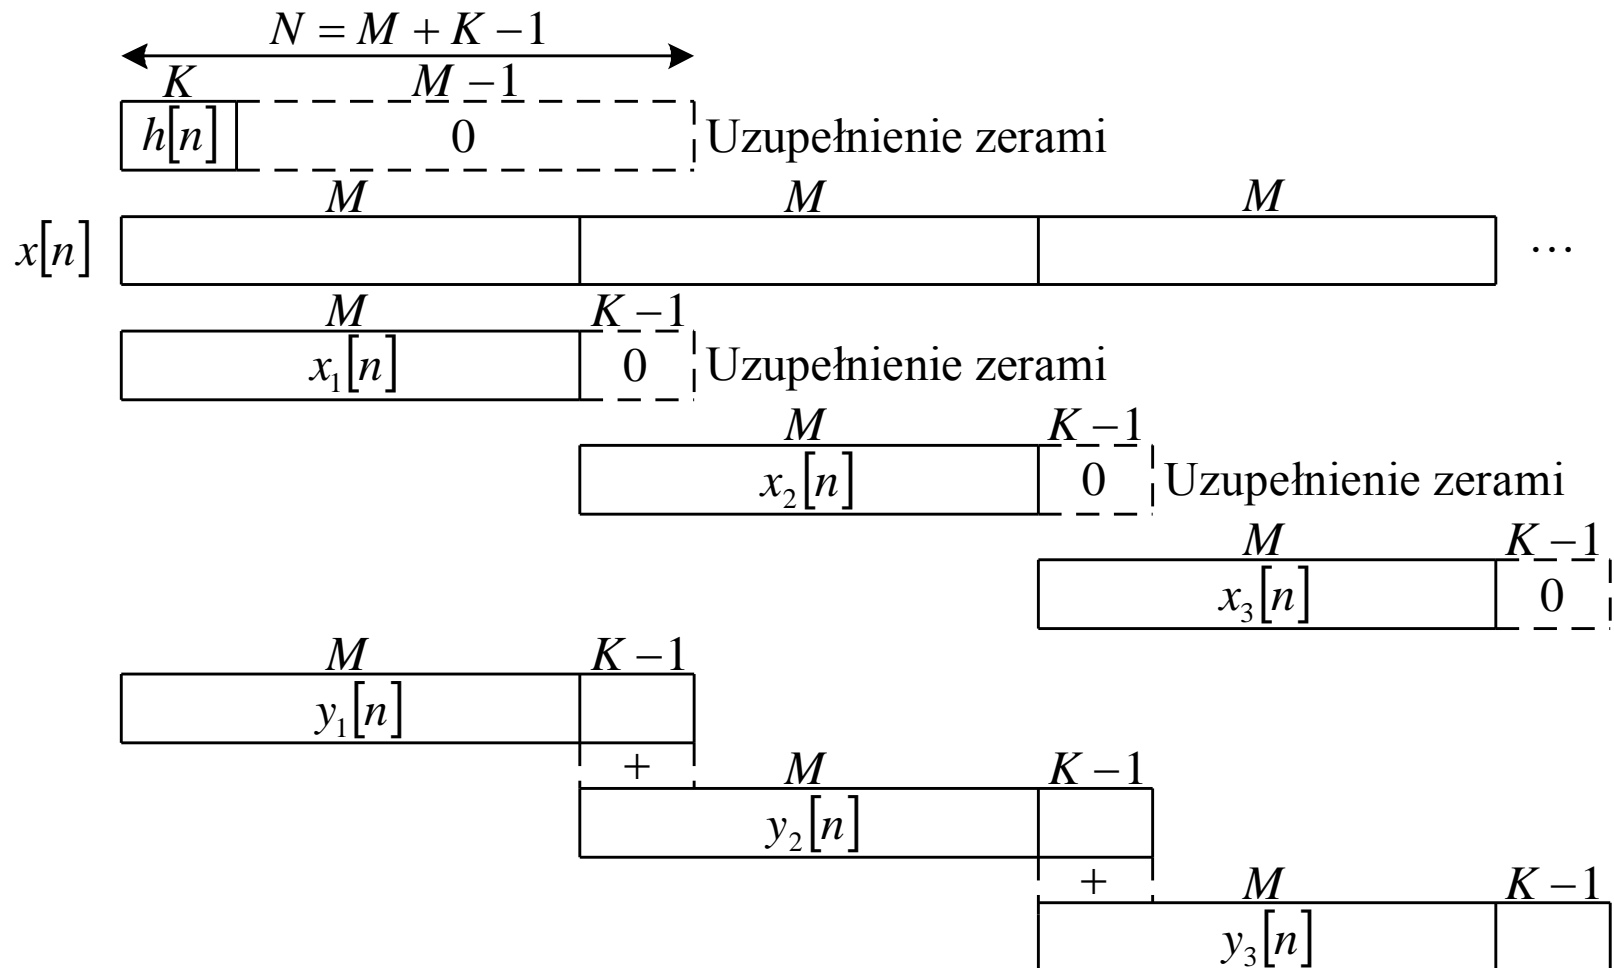 N = M + K − 1
K M − 1
h[n] 0 Uzupełnienie zerami
M M M
x[n] ...
M K − 1
x₁[n] 0 Uzupełnienie zerami
M K − 1
x₂[n] 0 Uzupełnienie zerami
M K − 1
x₃[n] 0
M K − 1
y₁[n]
+ M K − 1
y₂[n]
+ M K − 1
y₃[n]